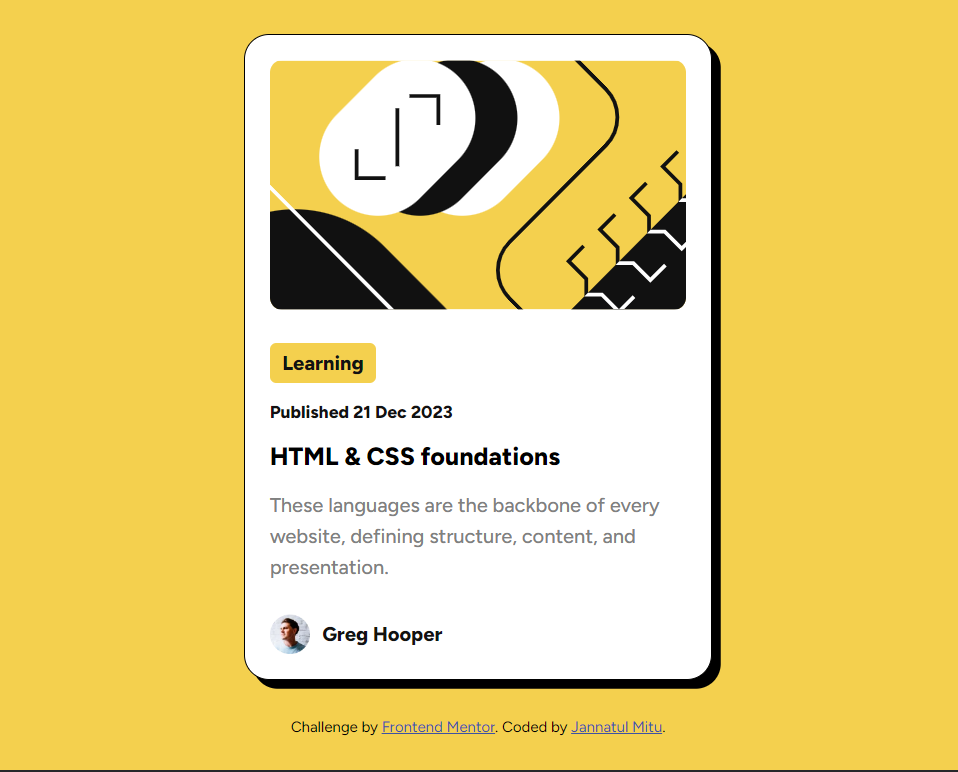 Learning
Published 21 Dec 2023
HTML & CSS foundations
These languages are the backbone of every
website, defining structure, content, and
presentation.
Greg Hooper
Challenge by Frontend Mentor. Coded by Jannatul Mitu.